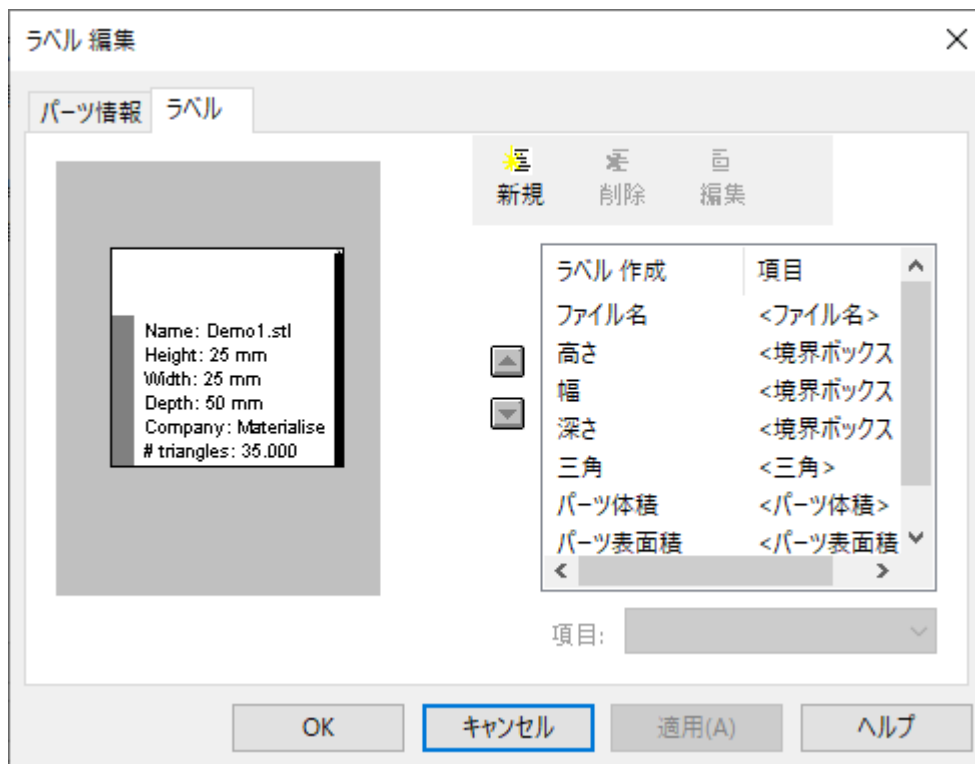 ラベル 編集
パーツ情報 ラベル
新規 削除 編集
Name: Demo1.stl
Height: 25 mm
Width: 25 mm
Depth: 50 mm
Company: Materialise
# triangles: 35.000
ラベル 作成 項目
ファイル名 <ファイル名>
高さ <境界ボックス
幅 <境界ボックス
深さ <境界ボックス
三角 <三角>
パーツ体積 <パーツ体積>
パーツ表面積 <パーツ表面積
項目:
OK キャンセル 適用(A) ヘルプ